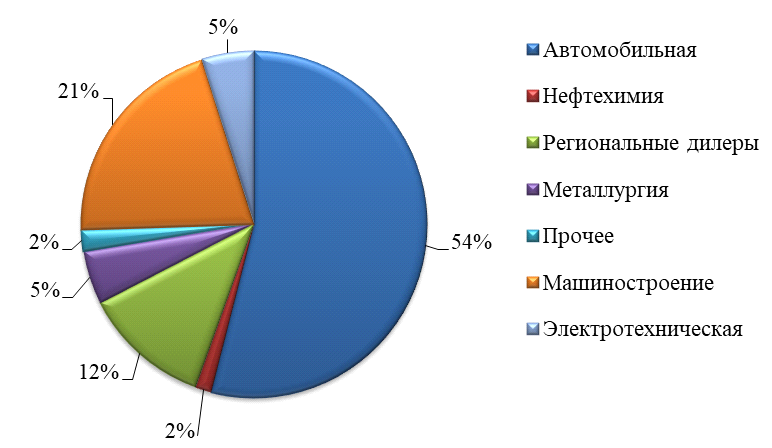 5%
21%
2%
5%
12%
2%
54%
Автомобильная
Нефтехимия
Региональные дилеры
Металлургия
Прочее
Машиностроение
Электротехническая